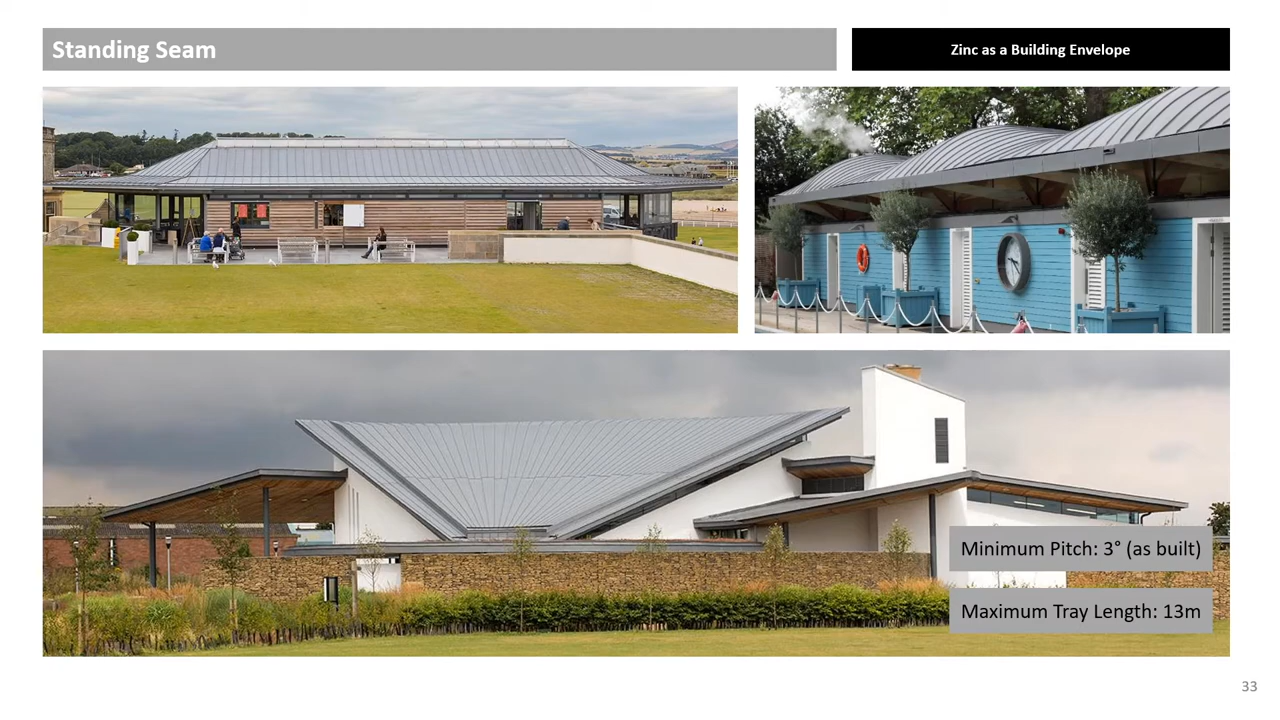 Standing Seam
Zinc as a Building Envelope
Minimum Pitch: 3° (as built)
Maximum Tray Length: 13m
33